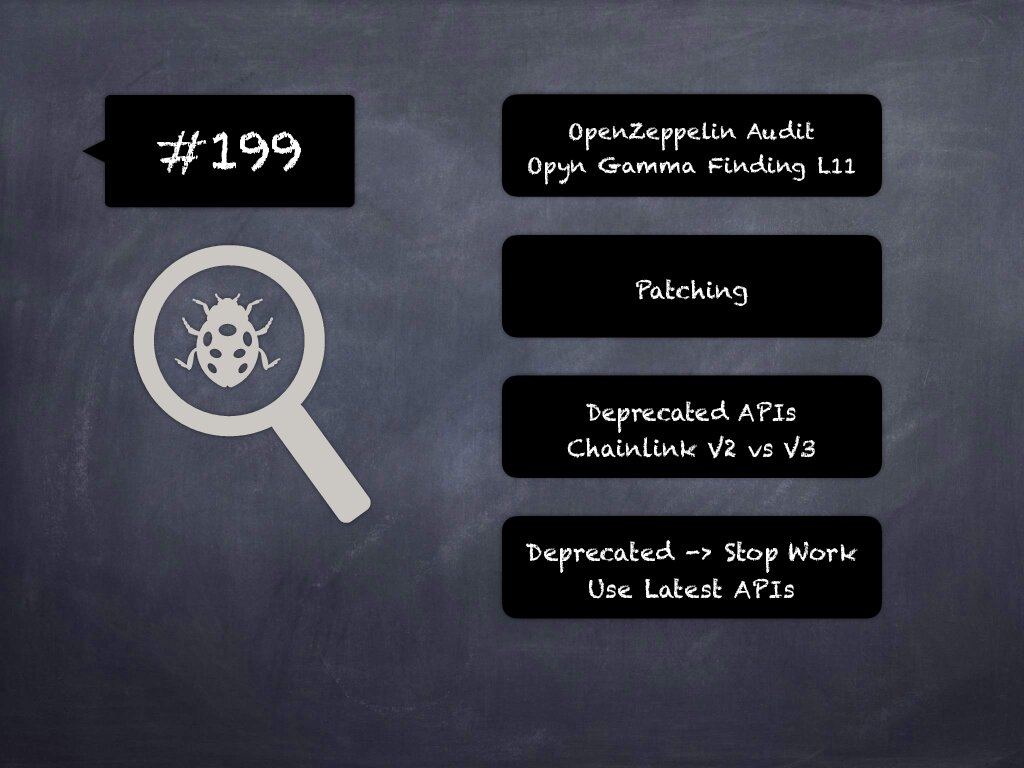 #199
OpenZeppelin Audit
Opyn Gamma Finding L11
Patching
Deprecated APIs
Chainlink V2 vs V3
Deprecated -> Stop Work
Use Latest APIs